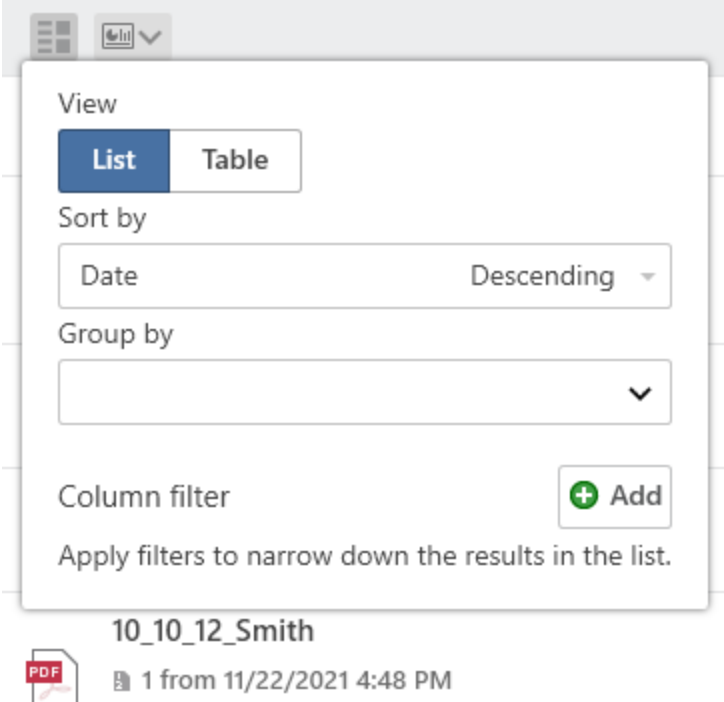 View
List Table
Sort by
Date Descending
Group by
Column filter Add
Apply filters to narrow down the results in the list.
10_10_12_Smith
PDF 1 from 11/22/2021 4:48 PM